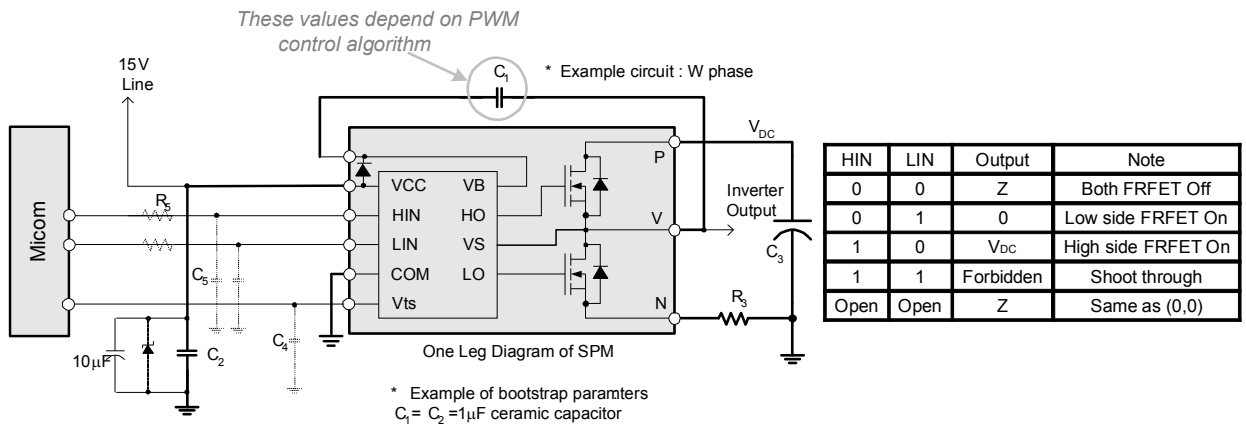 These values depend on PWM
control algorithm
15V
Line
C1
* Example circuit : W phase
VDC
P
VCC
VB
R5
HIN
HO
Inverter
Output
V
Micom
LIN
VS
C3
C5
COM
LO
Vts
N
R3
10μF
C2
C4
One Leg Diagram of SPM
* Example of bootstrap paramters
C1= C2 =1μF ceramic capacitor
HIN LIN Output Note
0 0 Z Both FRFET Off
0 1 0 Low side FRFET On
1 0 VDC High side FRFET On
1 1 Forbidden Shoot through
Open Open Z Same as (0,0)